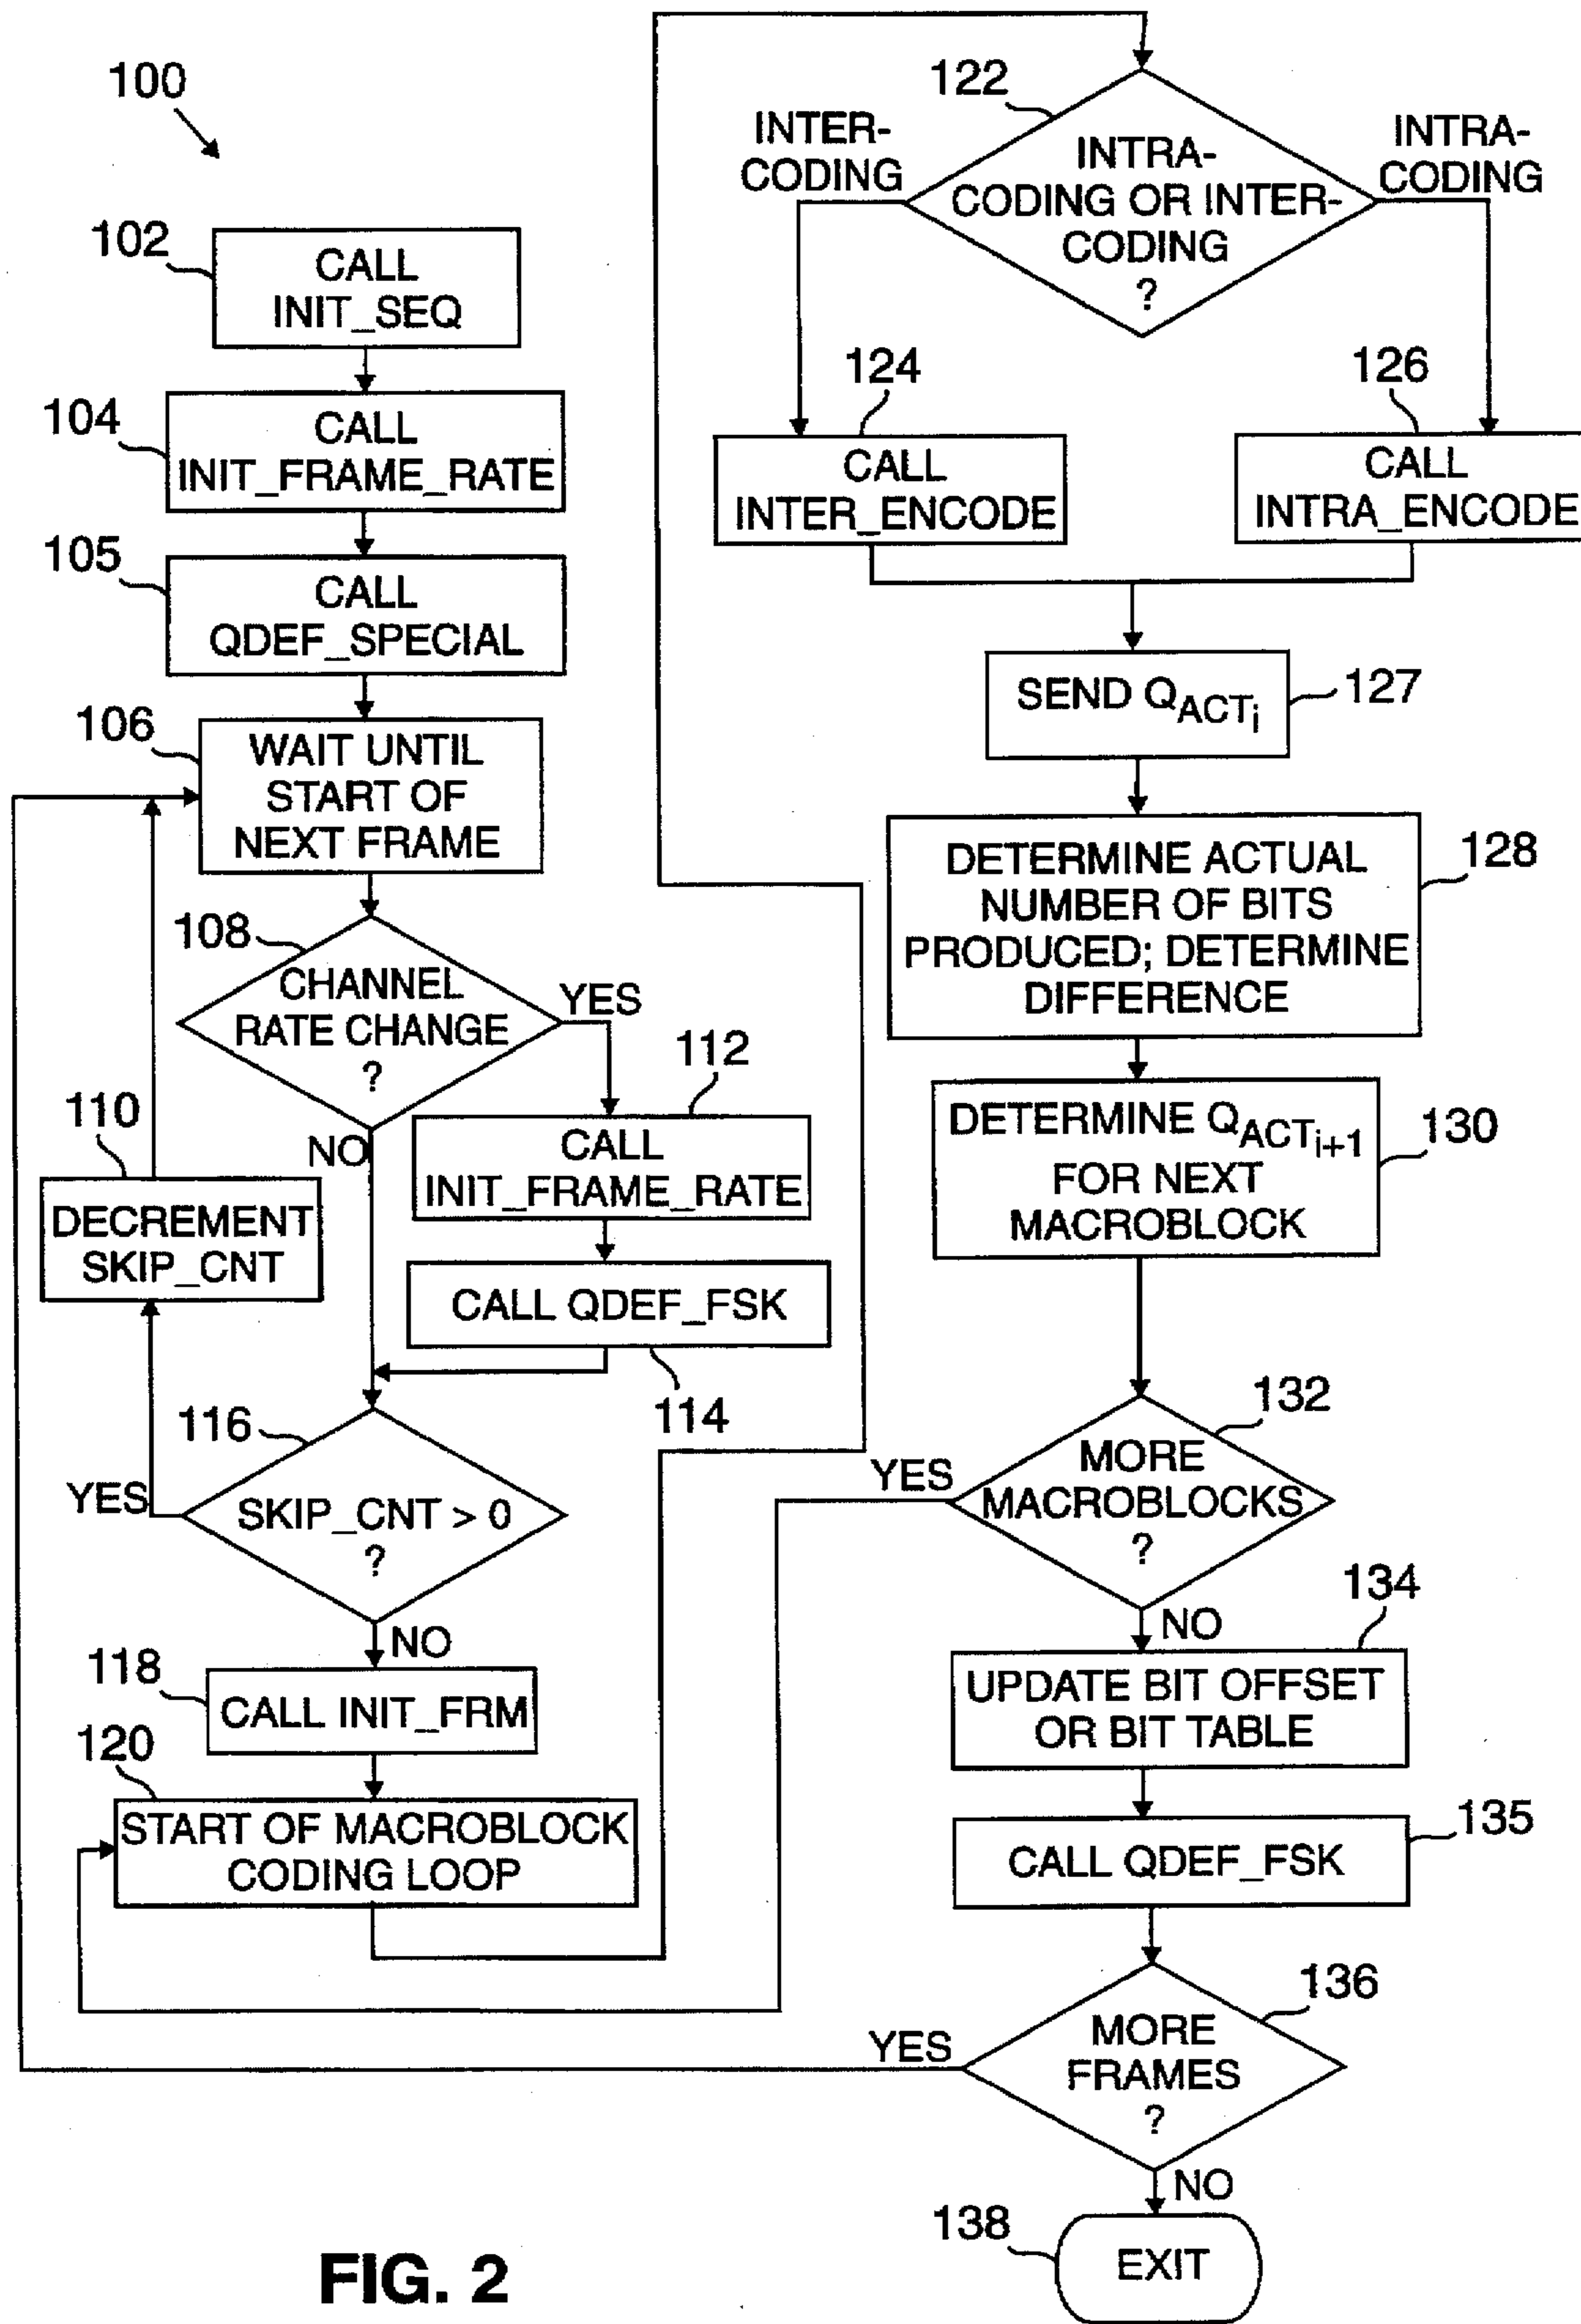 100
102
CALL
INIT_SEQ
104
CALL
INIT_FRAME_RATE
105
CALL
QDEF_SPECIAL
106
WAIT UNTIL
START OF
NEXT FRAME
108
CHANNEL
RATE CHANGE
?
YES
NO
110
DECREMENT
SKIP_CNT
112
CALL
INIT_FRAME_RATE
CALL QDEF_FSK
114
116
SKIP_CNT > 0
?
YES
NO
118
CALL INIT_FRM
120
START OF MACROBLOCK
CODING LOOP
122
INTER-
CODING
INTRA-
CODING OR INTER-
CODING
?
INTRA-
CODING
124
CALL
INTER_ENCODE
126
CALL
INTRA_ENCODE
SEND QACTi
127
DETERMINE ACTUAL
NUMBER OF BITS
PRODUCED; DETERMINE
DIFFERENCE
128
DETERMINE QACTi+1
FOR NEXT
MACROBLOCK
130
132
MORE
MACROBLOCKS
?
YES
NO
134
UPDATE BIT OFFSET
OR BIT TABLE
CALL QDEF_FSK
135
136
MORE
FRAMES
?
YES
NO
138
EXIT
FIG. 2